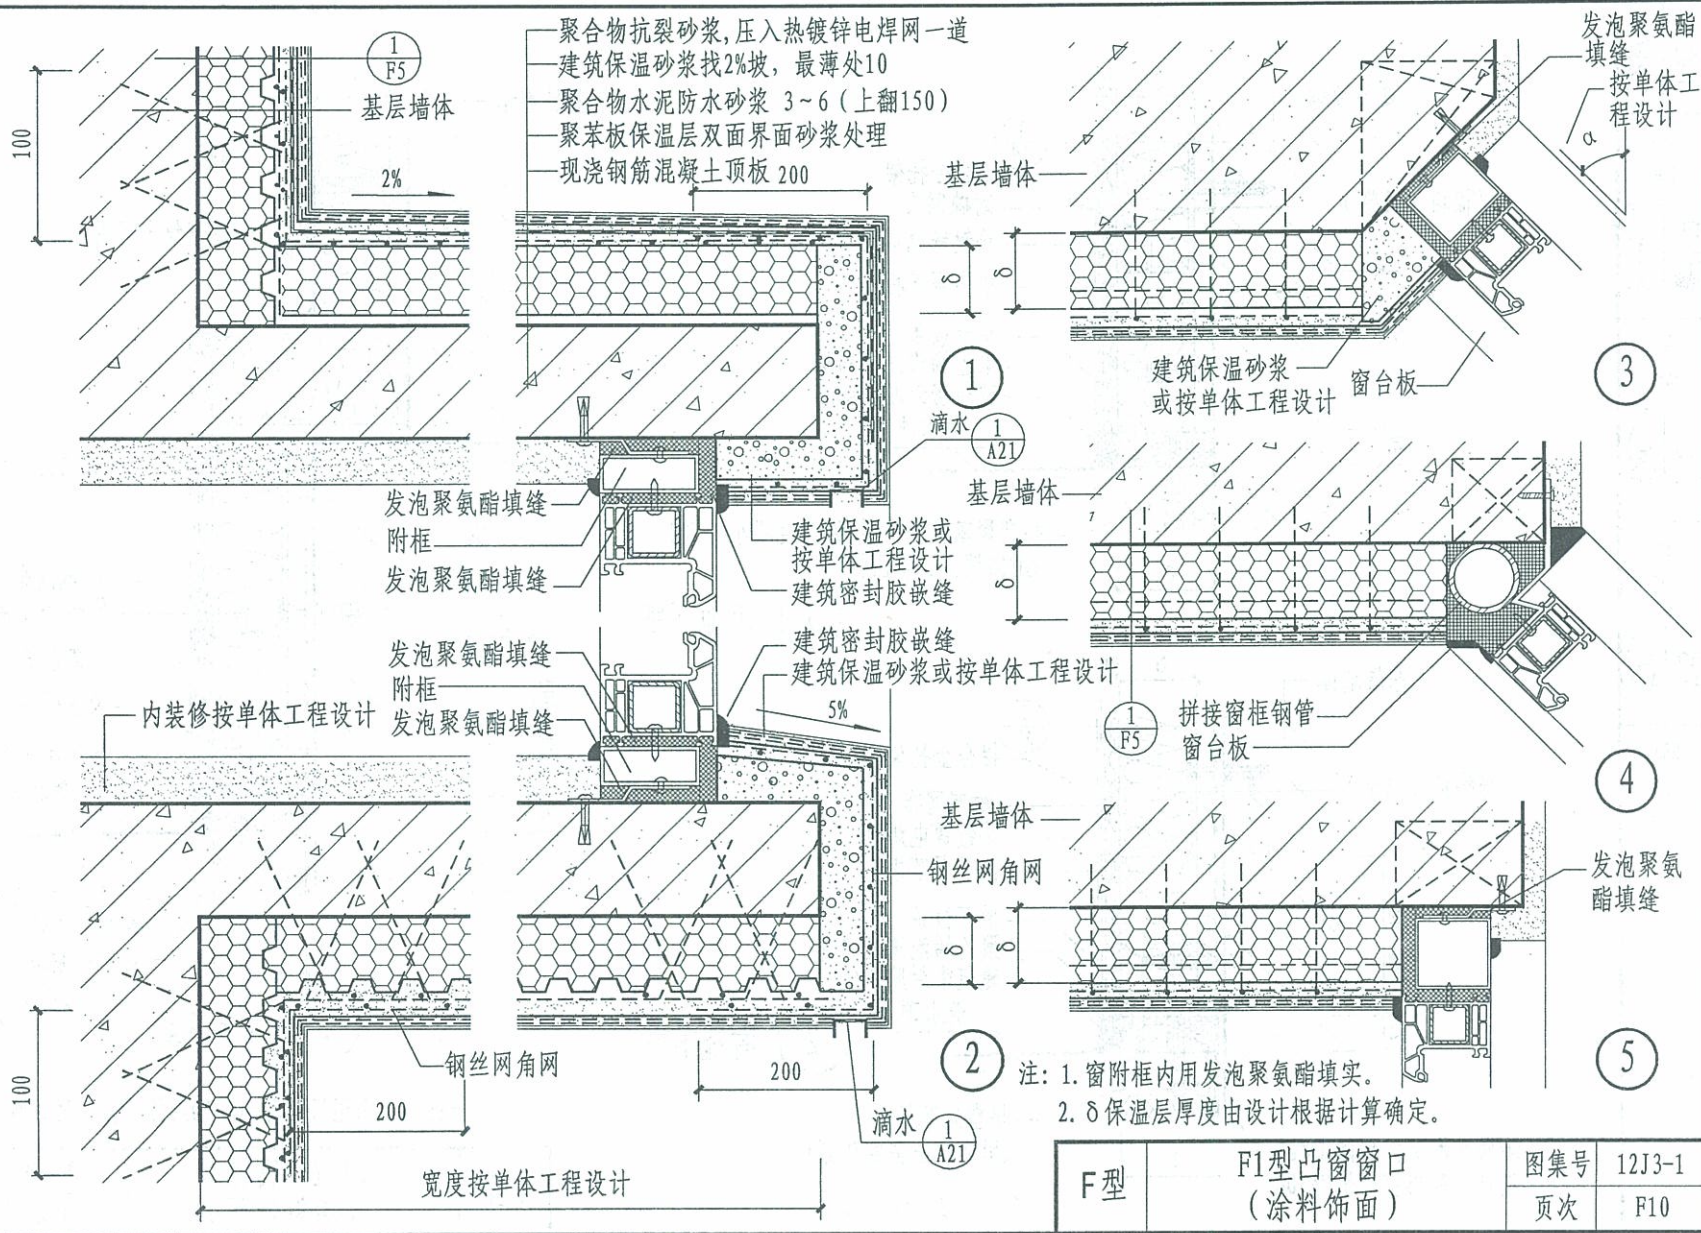 1
F5
基层墙体
100
2%
聚合物抗裂砂浆,压入热镀锌电焊网一道
建筑保温砂浆找2%坡，最薄处10
聚合物水泥防水砂浆 3~6（上翻150）
聚苯板保温层双面界面砂浆处理
现浇钢筋混凝土顶板
200
δ
1
滴水
1
A21
发泡聚氨酯填缝
附框
发泡聚氨酯填缝
建筑保温砂浆或
按单体工程设计
建筑密封胶嵌缝
发泡聚氨酯填缝
附框
发泡聚氨酯填缝
内装修按单体工程设计
建筑密封胶嵌缝
建筑保温砂浆或按单体工程设计
5%
钢丝网角网
δ
钢丝网角网
100
200
200
滴水
1
A21
宽度按单体工程设计
2
发泡聚氨酯
填缝
按单体工
程设计
α
基层墙体
δ
建筑保温砂浆
或按单体工程设计
窗台板
3
基层墙体
δ
1
F5
拼接窗框钢管
窗台板
4
基层墙体
δ
发泡聚氨
酯填缝
5
注: 1. 窗附框内用发泡聚氨酯填实。
2. δ保温层厚度由设计根据计算确定。
F型
F1型凸窗窗口
（涂料饰面）
图集号
12J3-1
页次
F10